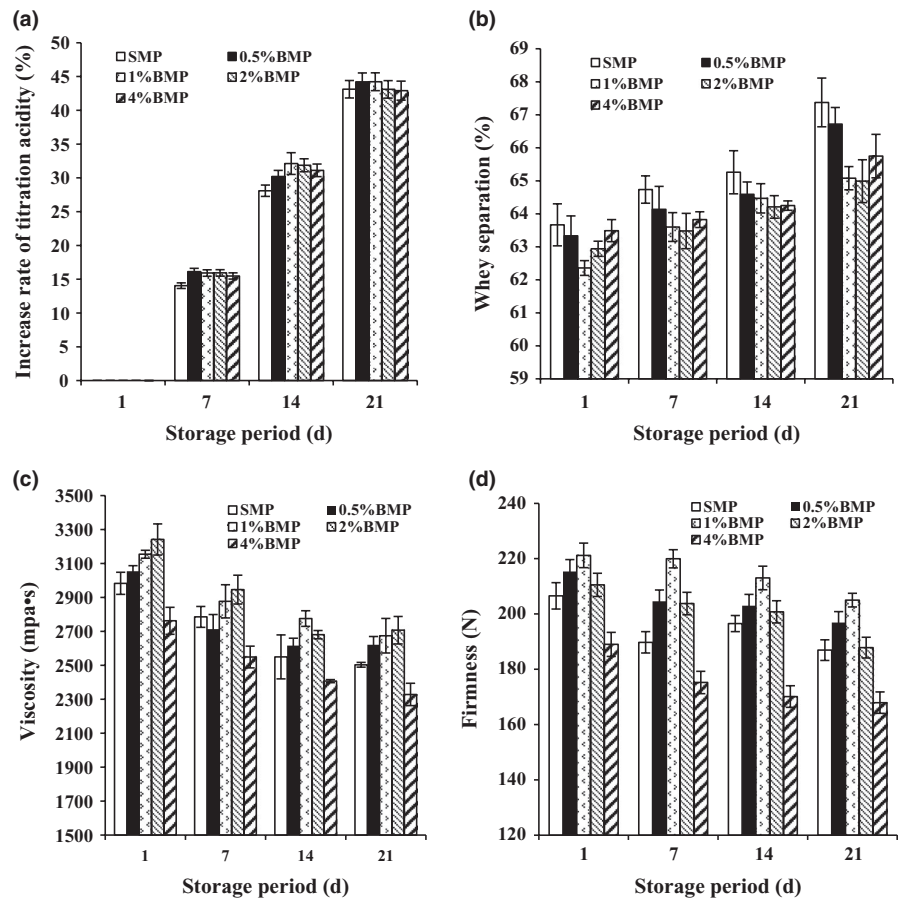 (a)
50
45
40
35
30
25
20
15
10
5
0
Increase rate of titration acidity (%)
SMP 0.5%BMP
1%BMP 2%BMP
4%BMP
1 7 14 21
Storage period (d)
(b)
69
68
67
66
65
64
63
62
61
60
59
Whey separation (%)
SMP 0.5%BMP
1%BMP 2%BMP
4%BMP
1 7 14 21
Storage period (d)
(c)
3500
3300
3100
2900
2700
2500
2300
2100
1900
1700
1500
Viscosity (mpa•s)
SMP 0.5%BMP
1%BMP 2%BMP
4%BMP
1 7 14 21
Storage period (d)
(d)
240
220
200
180
160
140
120
Firmness (N)
SMP 0.5%BMP
1%BMP 2%BMP
4%BMP
1 7 14 21
Storage period (d)